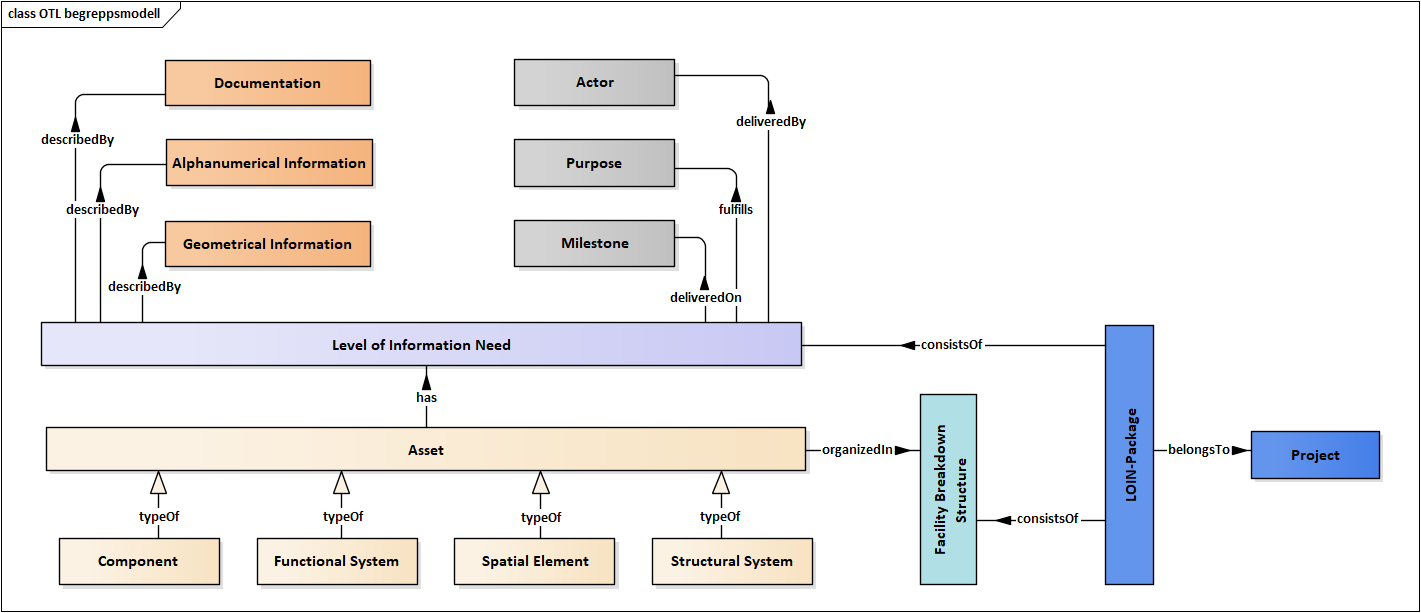 class OTL begreppsmodell
Documentation
Actor
describedBy
deliveredBy
Alphanumerical Information
Purpose
describedBy
fulfills
Geometrical Information
Milestone
describedBy
deliveredOn
Level of Information Need
consistsOf
has
Asset
organizedIn
Facility Breakdown
Structure
LOIN-Package
belongsTo
Project
typeOf
typeOf
typeOf
typeOf
consistsOf
Component
Functional System
Spatial Element
Structural System